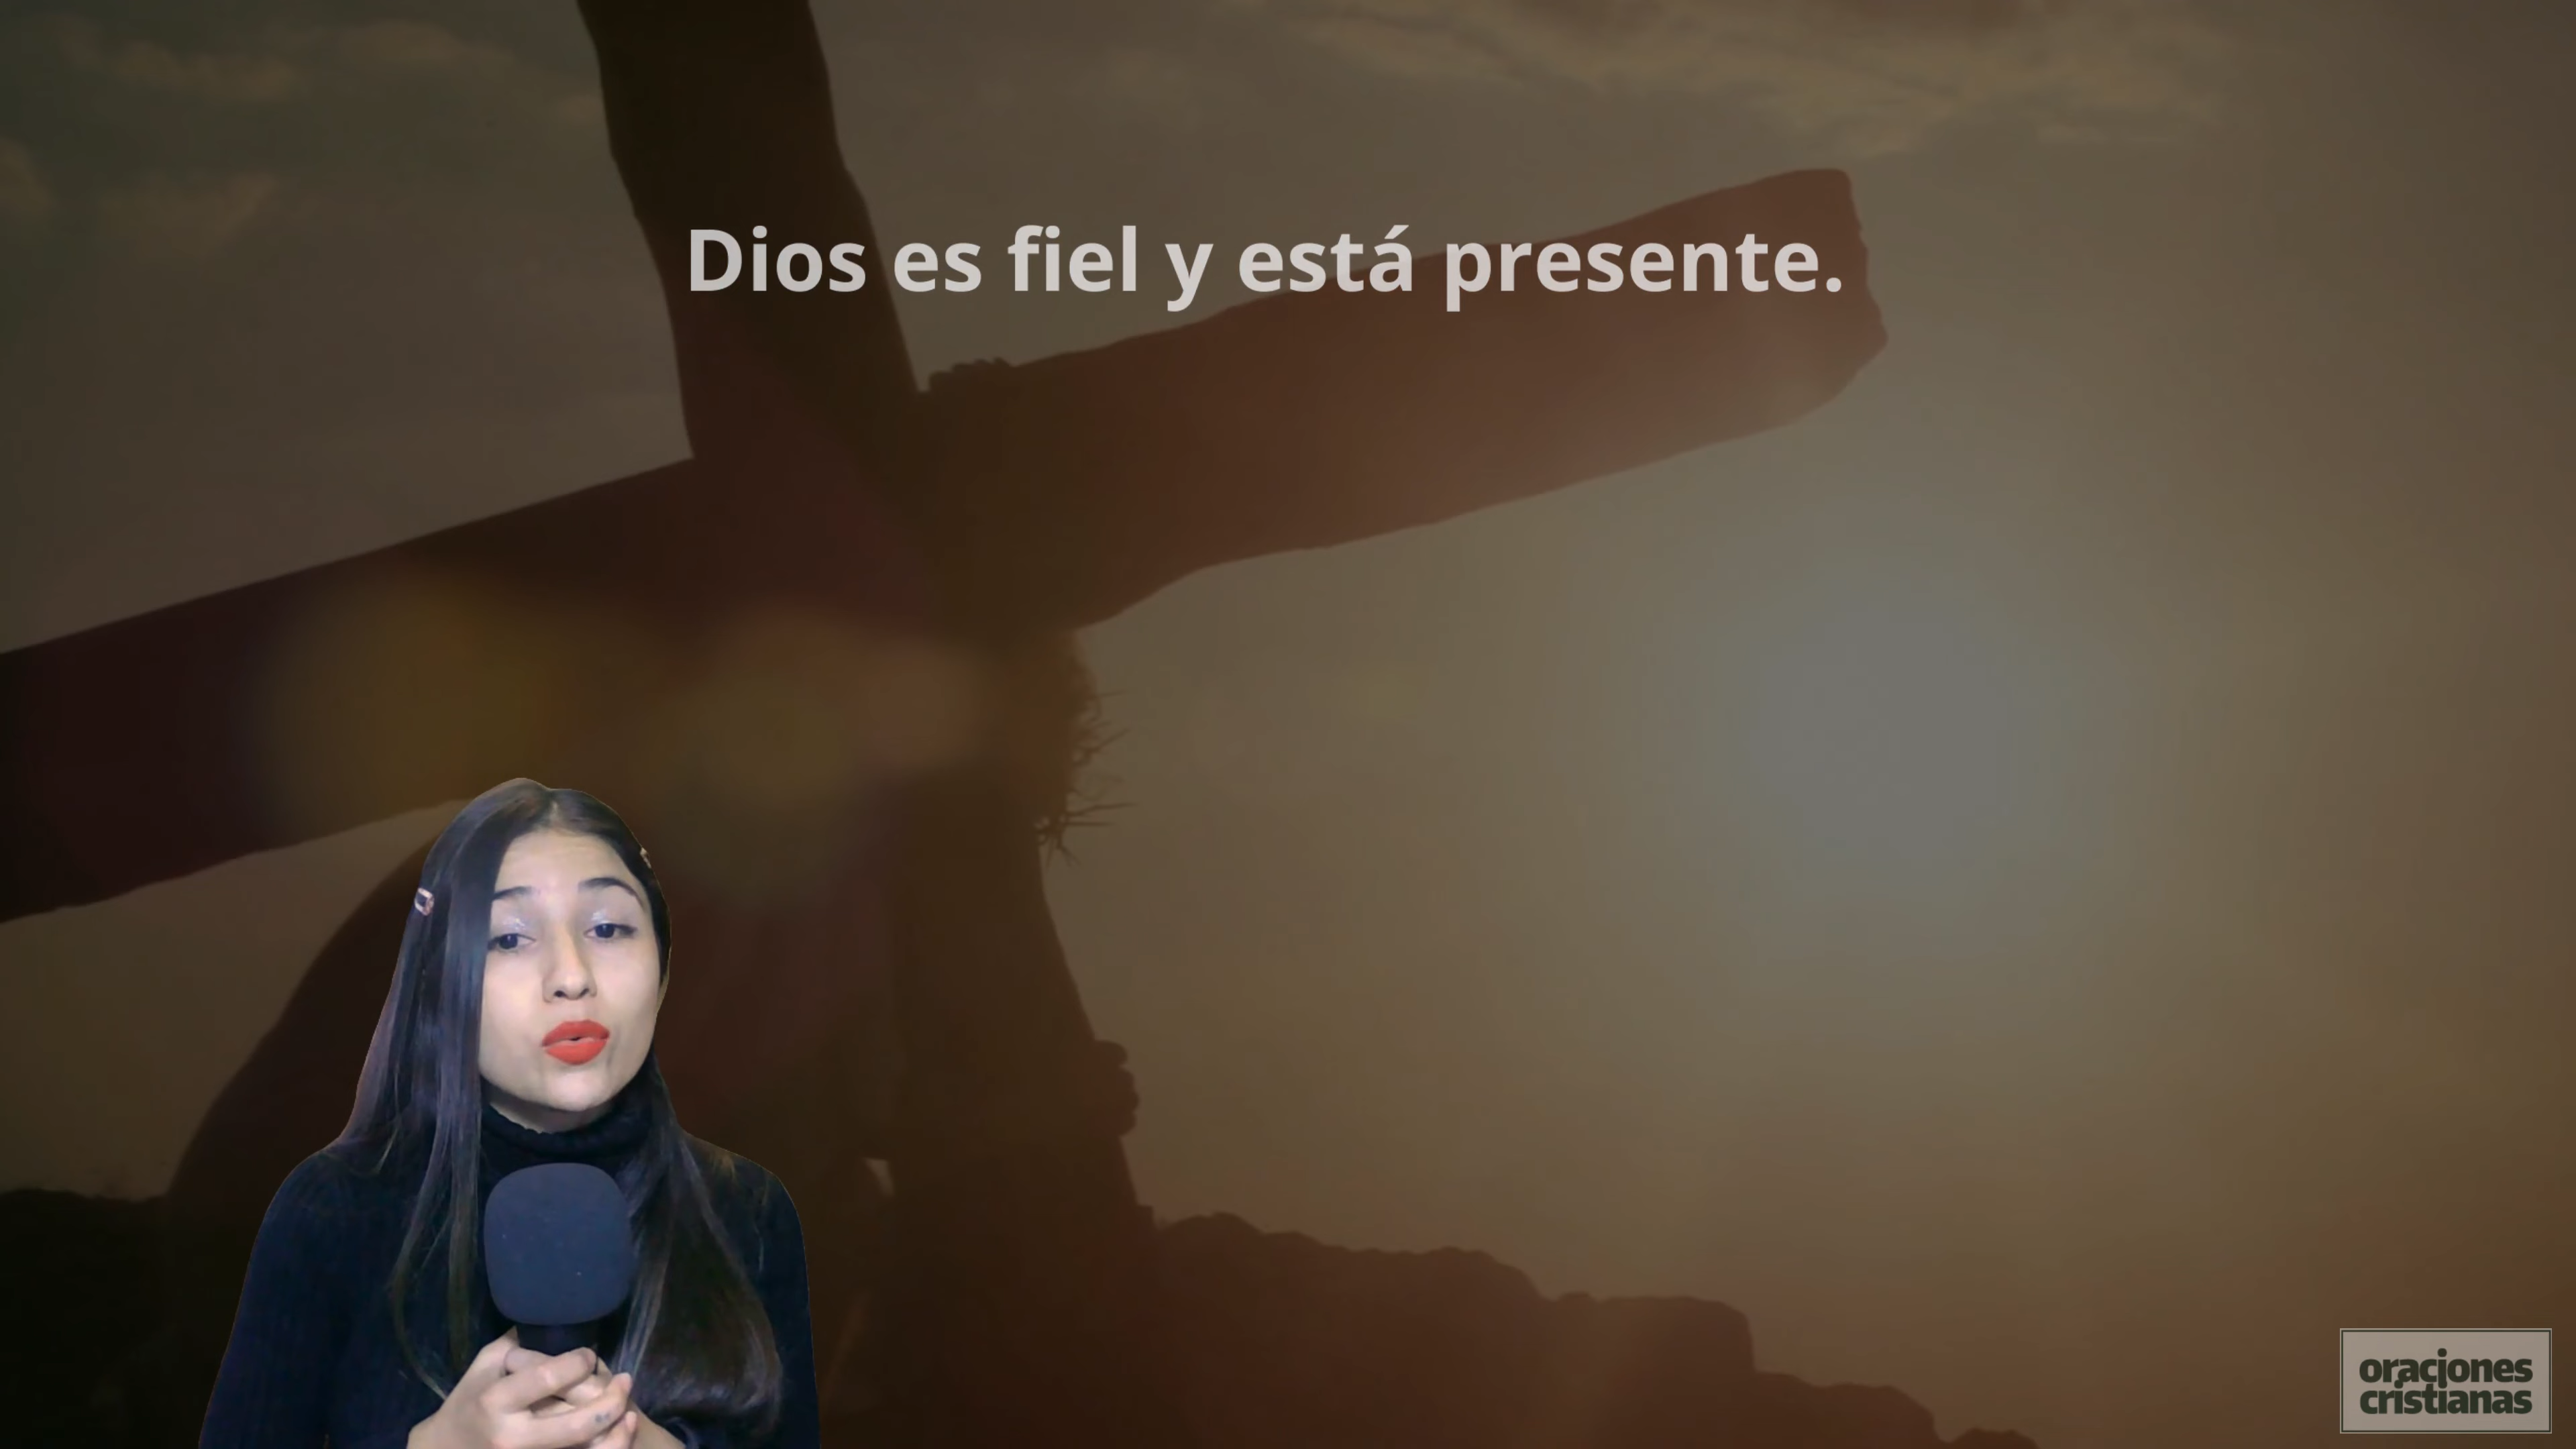 Dios es fiel y está presente.
oraciones
cristianas